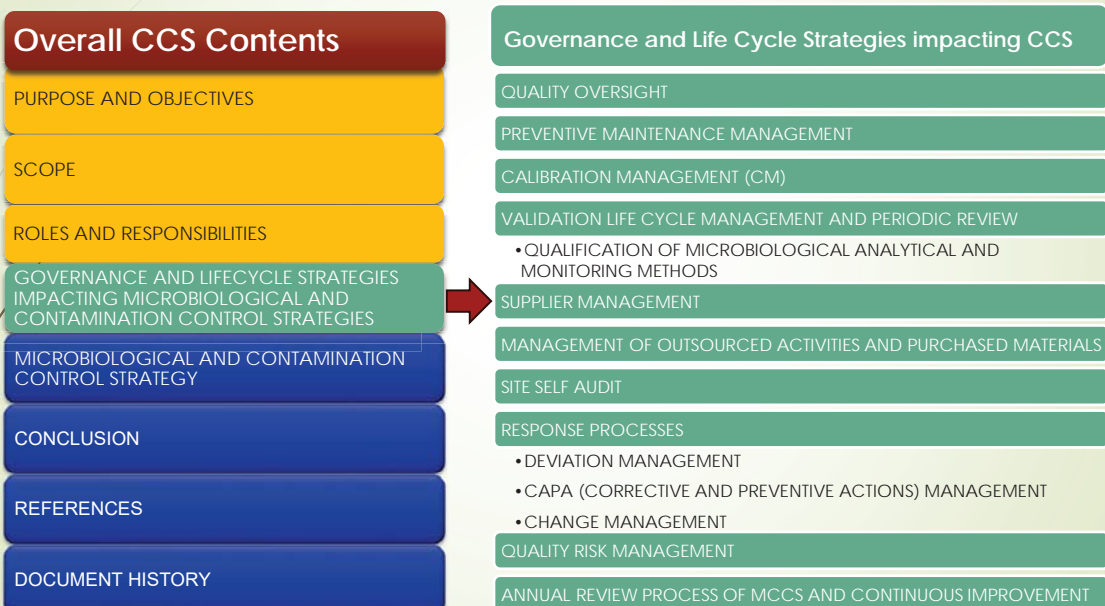 Overall CCS Contents
PURPOSE AND OBJECTIVES
SCOPE
ROLES AND RESPONSIBILITIES
GOVERNANCE AND LIFECYCLE STRATEGIES
IMPACTING MICROBIOLOGICAL AND
CONTAMINATION CONTROL STRATEGIES
MICROBIOLOGICAL AND CONTAMINATION
CONTROL STRATEGY
CONCLUSION
REFERENCES
DOCUMENT HISTORY
Governance and Life Cycle Strategies impacting CCS
QUALITY OVERSIGHT
PREVENTIVE MAINTENANCE MANAGEMENT
CALIBRATION MANAGEMENT (CM)
VALIDATION LIFE CYCLE MANAGEMENT AND PERIODIC REVIEW
•QUALIFICATION OF MICROBIOLOGICAL ANALYTICAL AND
MONITORING METHODS
SUPPLIER MANAGEMENT
MANAGEMENT OF OUTSOURCED ACTIVITIES AND PURCHASED MATERIALS
SITE SELF AUDIT
RESPONSE PROCESSES
•DEVIATION MANAGEMENT
•CAPA (CORRECTIVE AND PREVENTIVE ACTIONS) MANAGEMENT
•CHANGE MANAGEMENT
QUALITY RISK MANAGEMENT
ANNUAL REVIEW PROCESS OF MCCS AND CONTINUOUS IMPROVEMENT